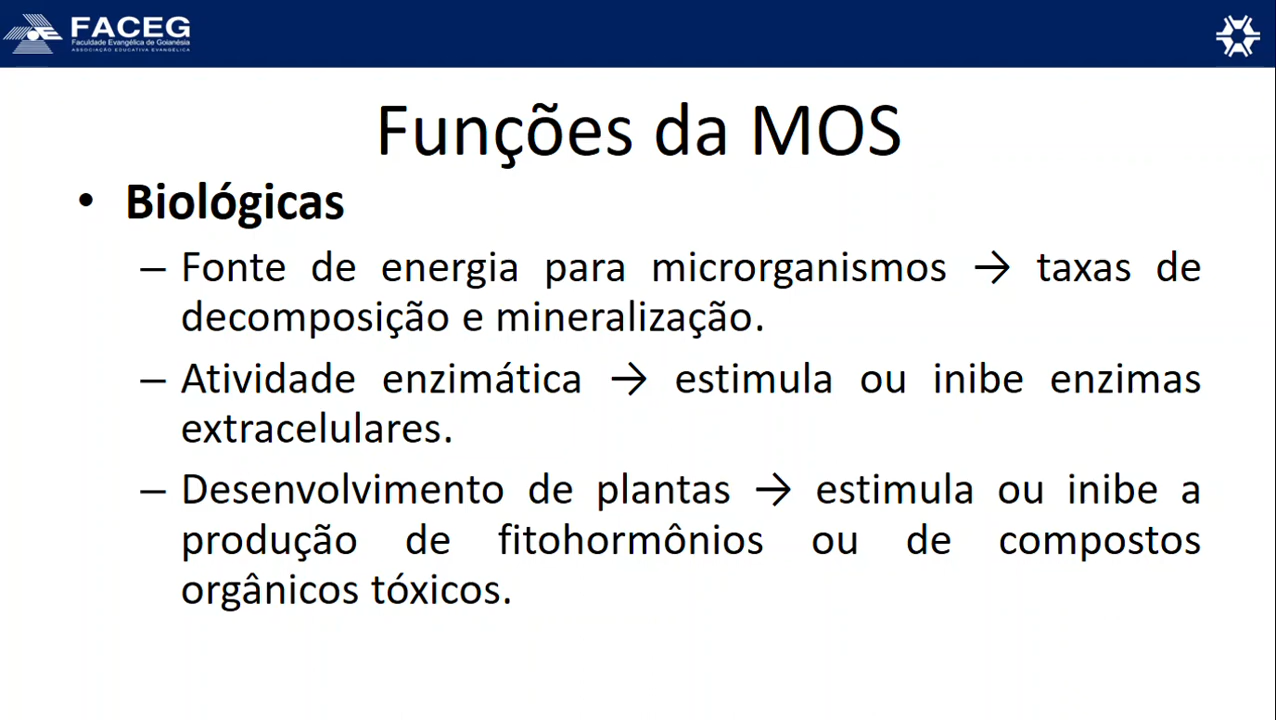 FACEG
Faculdade Evangélica de Goianésia
ASSOCIAÇÃO EDUCATIVA EVANGÉLICA
Funções da MOS
• Biológicas
– Fonte de energia para microrganismos → taxas de
decomposição e mineralização.
– Atividade enzimática → estimula ou inibe enzimas
extracelulares.
– Desenvolvimento de plantas → estimula ou inibe a
produção de fitohormônios ou de compostos
orgânicos tóxicos.